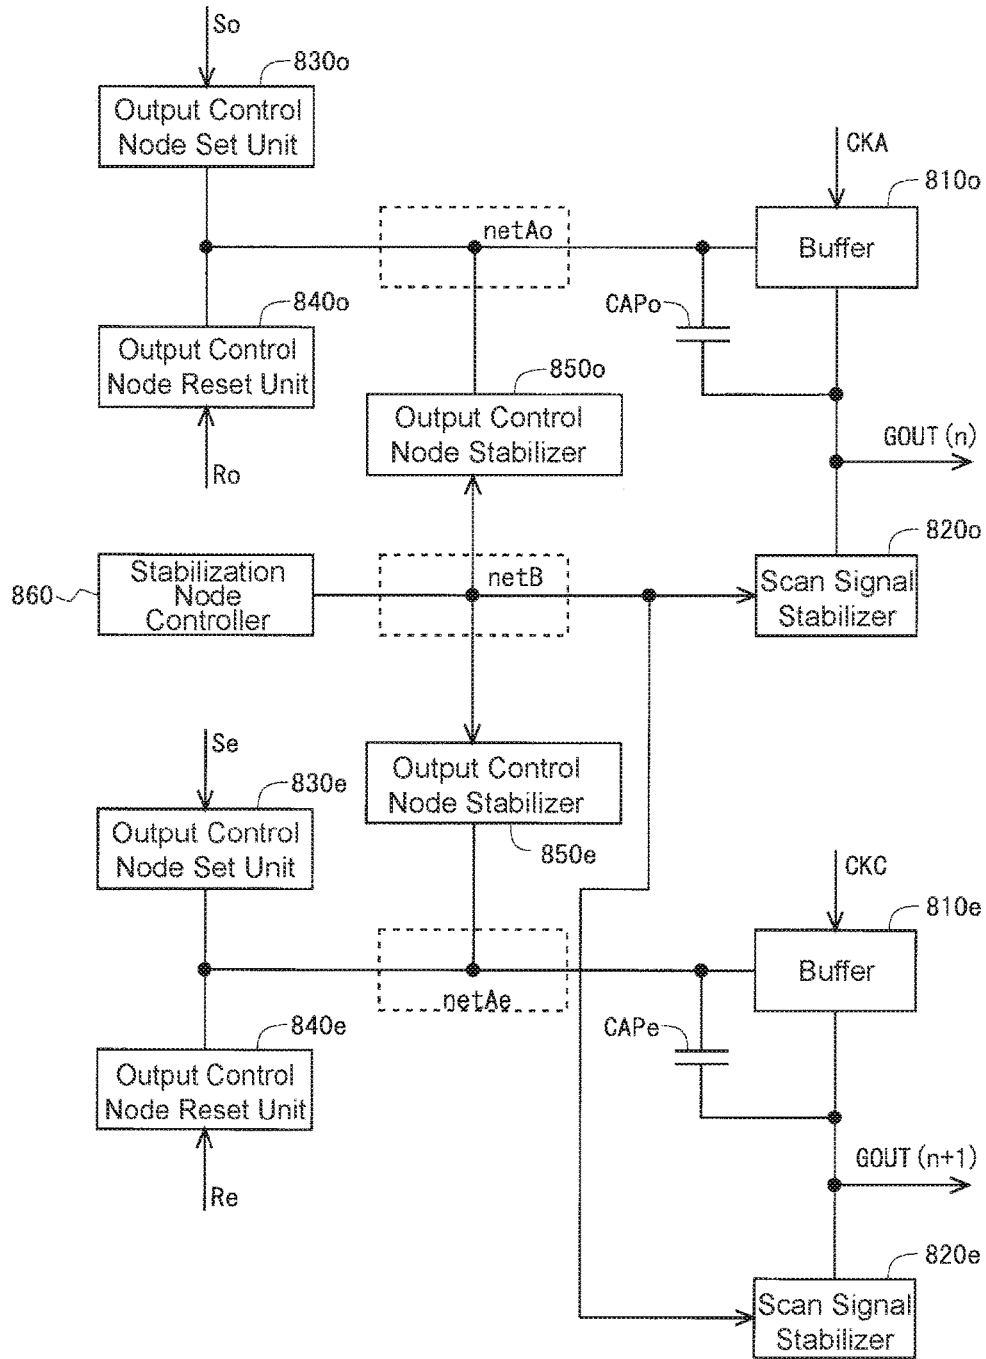 So
830o
Output Control
Node Set Unit
CKA
810o
netAo
Buffer
840o
CAPo
Output Control
Node Reset Unit
850o
Output Control
Node Stabilizer
GOUT(n)
Ro
820o
Stabilization
Node
Controller
netB
Scan Signal
Stabilizer
860
Se
830e
Output Control
Node Stabilizer
Output Control
Node Set Unit
850e
CKC
810e
Buffer
netAe
840e
CAPe
Output Control
Node Reset Unit
GOUT(n+1)
Re
820e
Scan Signal
Stabilizer